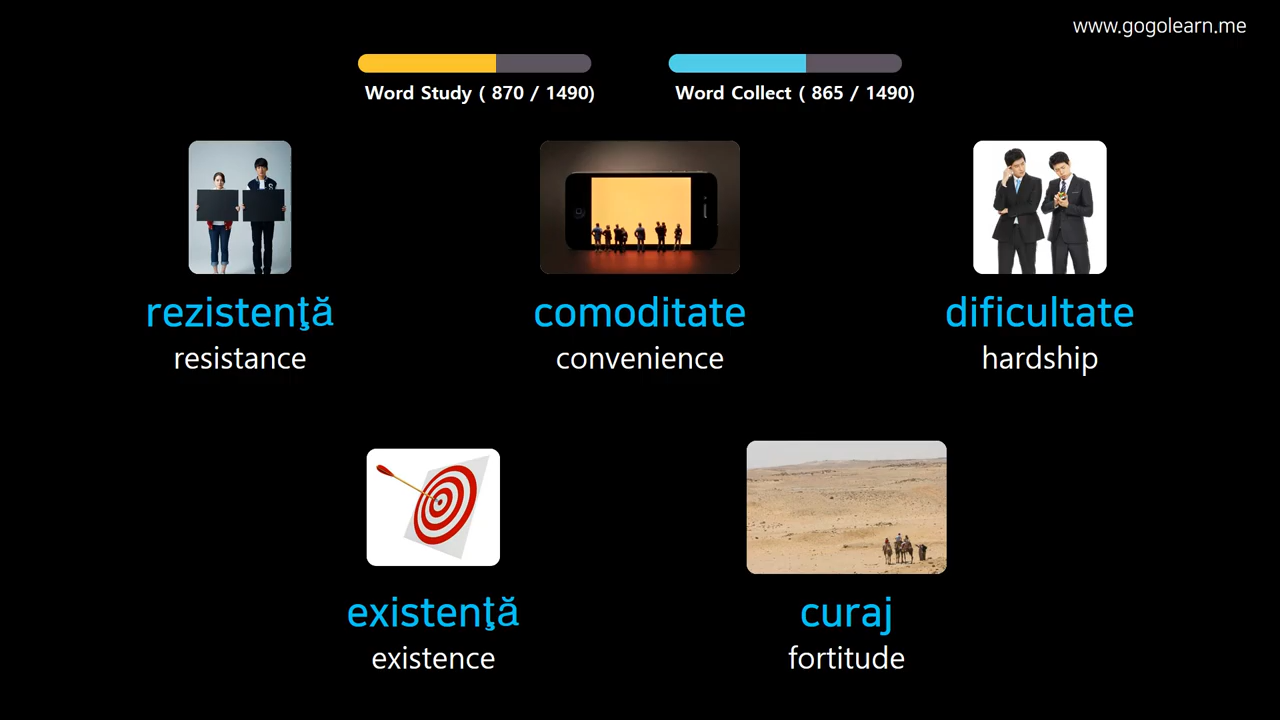 www.gogolearn.me
Word Study ( 870 / 1490)
Word Collect ( 865 / 1490)
rezistenţă
resistance
comoditate
convenience
dificultate
hardship
existenţă
existence
curaj
fortitude